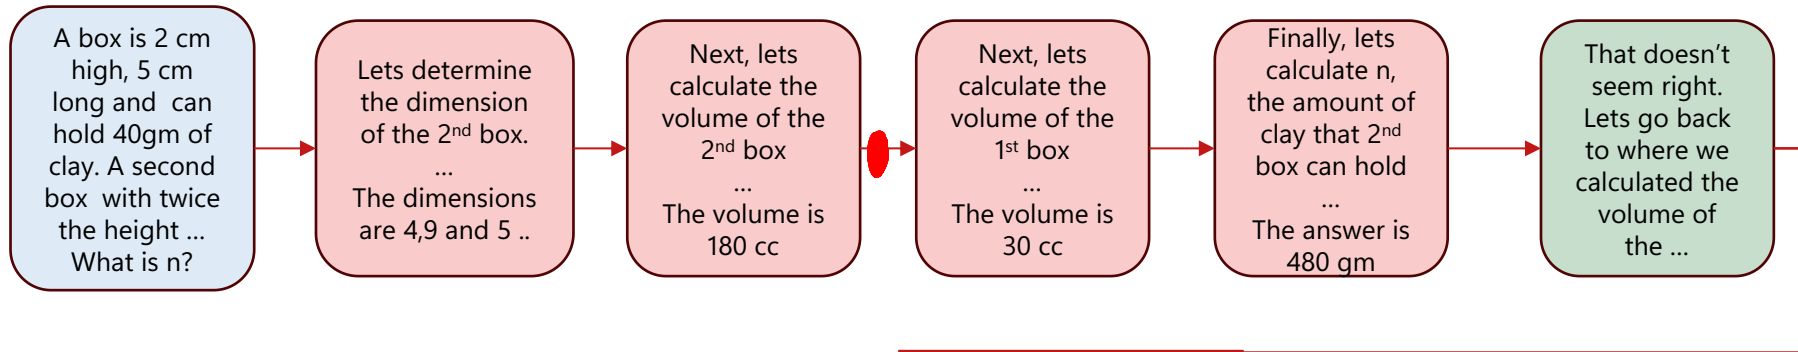 A box is 2 cm
high, 5 cm
long and can
hold 40gm of
clay. A second
box with twice
the height ...
What is n?
Lets determine
the dimension
of the 2nd box.
...
The dimensions
are 4,9 and 5 ..
Next, lets
calculate the
volume of the
2nd box
...
The volume is
180 cc
Next, lets
calculate the
volume of the
1st box
...
The volume is
30 cc
Finally, lets
calculate n,
the amount of
clay that 2nd
box can hold
...
The answer is
480 gm
That doesn't
seem right.
Lets go back
to where we
calculated the
volume of
the ...